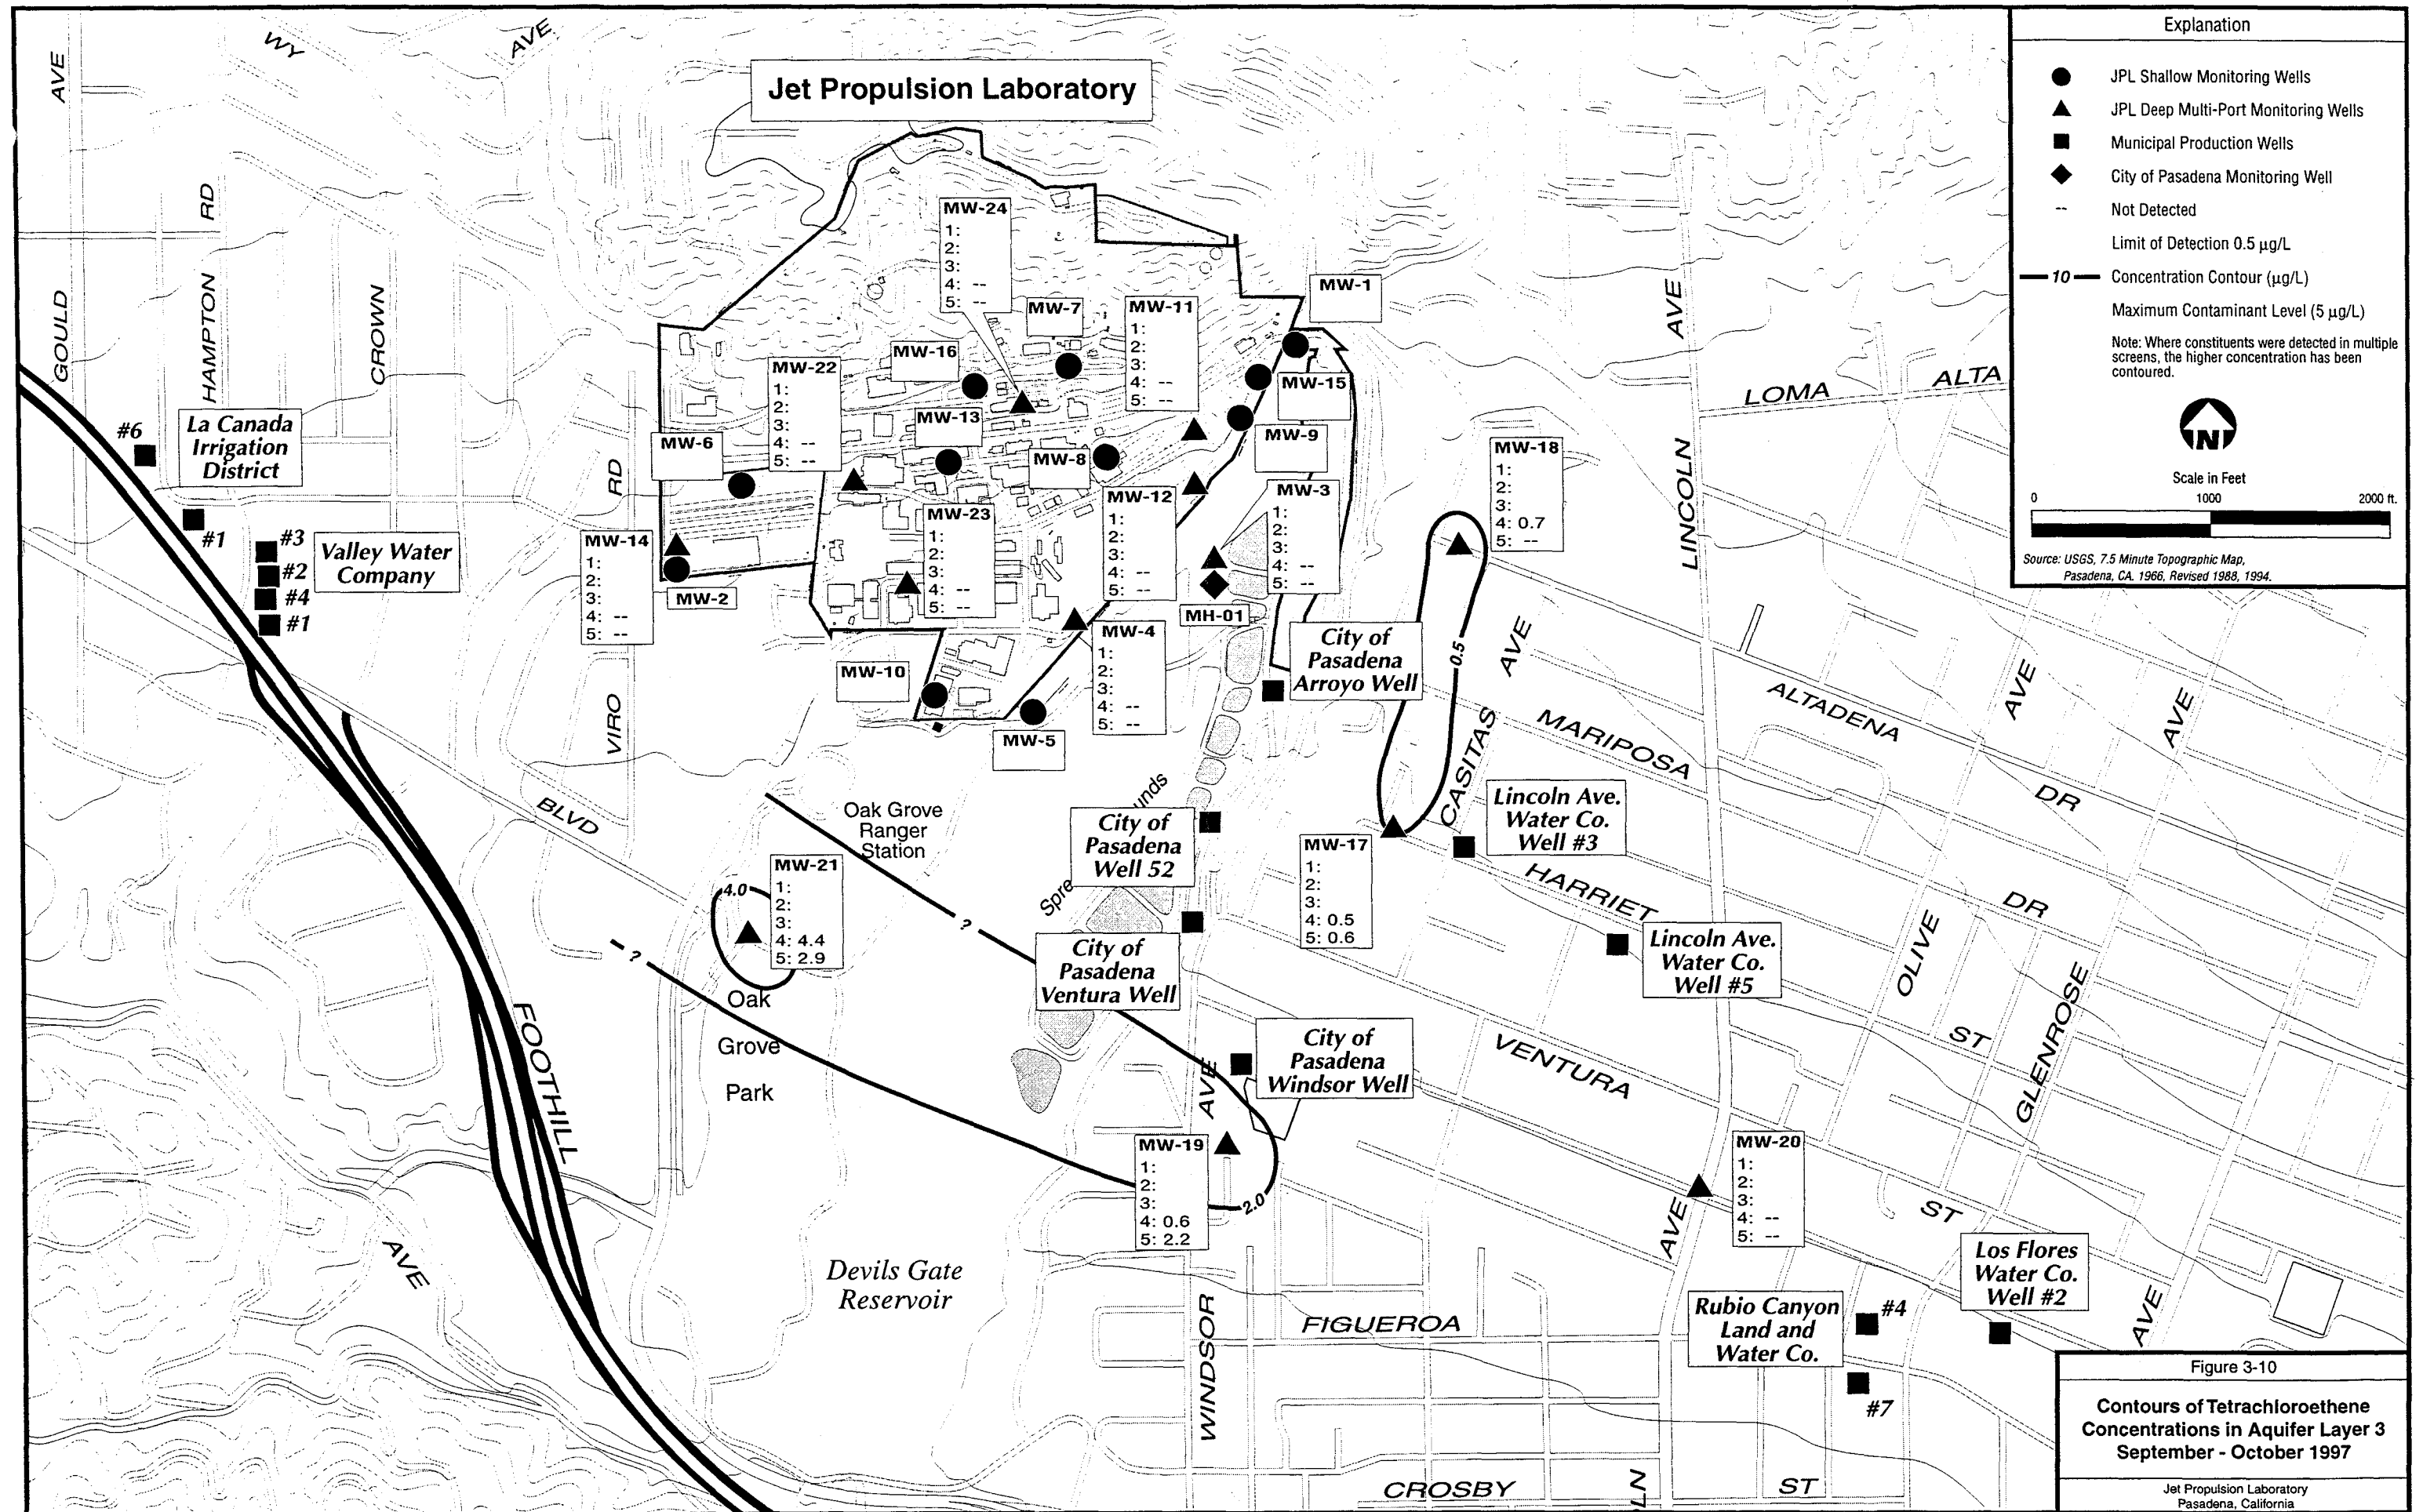 Jet Propulsion Laboratory
Explanation
JPL Shallow Monitoring Wells
JPL Deep Multi-Port Monitoring Wells
Municipal Production Wells
City of Pasadena Monitoring Well
-- Not Detected
Limit of Detection 0.5 µg/L
10 Concentration Contour (µg/L)
Maximum Contaminant Level (5 µg/L)
Note: Where constituents were detected in multiple
screens, the higher concentration has been
contoured.
N
Scale in Feet
0 1000 2000 ft.
Source: USGS, 7.5 Minute Topographic Map,
Pasadena, CA. 1966, Revised 1988, 1994.
AVE
WY
AVE
GOULD
HAMPTON
RD
CROWN
RD
VIRO
#6
La Canada
Irrigation
District
#1
#3
#2
#4
#1
Valley Water
Company
MW-24
1:
2:
3:
4: --
5: --
MW-7
MW-11
1:
2:
3:
4: --
5: --
MW-1
MW-16
MW-22
1:
2:
3:
4: --
5: --
MW-15
MW-13
MW-6
MW-8
MW-9
MW-12
1:
2:
3:
4: --
5: --
MW-3
1:
2:
3:
4: --
5: --
MW-23
1:
2:
3:
4: --
5: --
MW-14
1:
2:
3:
4: --
5: --
MW-2
MH-01
MW-4
1:
2:
3:
4: --
5: --
MW-10
MW-5
MW-18
1:
2:
3:
4: 0.7
5: --
0.5
City of
Pasadena
Arroyo Well
LINCOLN
AVE
LOMA
ALTA
CASITAS
AVE
MARIPOSA
ALTADENA
DR
AVE
AVE
Lincoln Ave.
Water Co.
Well #3
MW-17
1:
2:
3:
4: 0.5
5: 0.6
HARRIET
DR
Lincoln Ave.
Water Co.
Well #5
OLIVE
GLENROSE
ST
VENTURA
ST
BLVD
FOOTHILL
Oak Grove
Ranger
Station
Spre
unds
City of
Pasadena
Well 52
City of
Pasadena
Ventura Well
City of
Pasadena
Windsor Well
MW-21
1:
2:
3:
4: 4.4
5: 2.9
4.0
?
?
Oak
Grove
Park
AVE
MW-19
1:
2:
3:
4: 0.6
5: 2.2
2.0
MW-20
1:
2:
3:
4: --
5: --
AVE
AVE
Devils Gate
Reservoir
WINDSOR
FIGUEROA
Rubio Canyon
Land and
Water Co.
#4
#7
Los Flores
Water Co.
Well #2
AVE
CROSBY
LN
ST
Figure 3-10
Contours of Tetrachloroethene
Concentrations in Aquifer Layer 3
September - October 1997
Jet Propulsion Laboratory
Pasadena, California